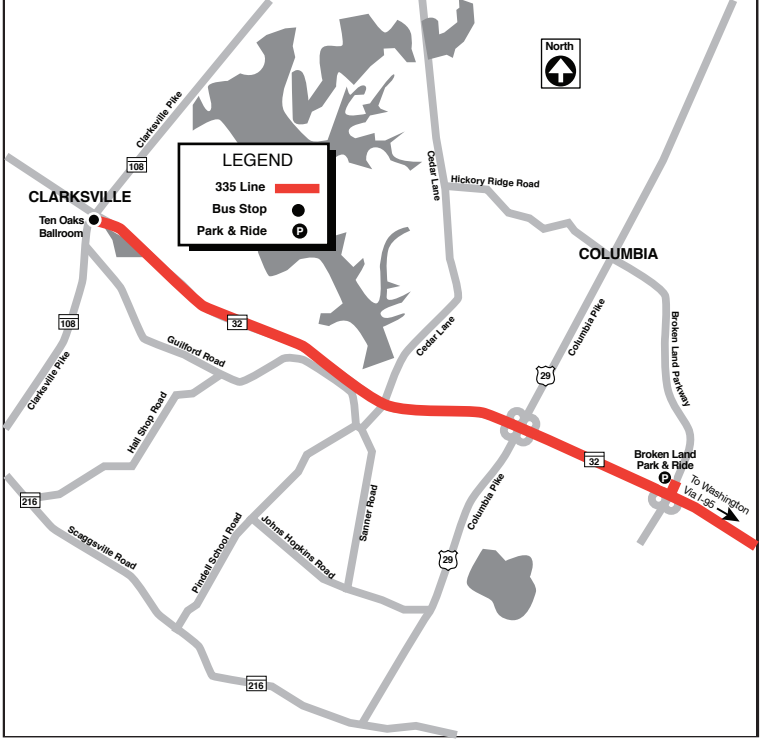 North
Clarksville Pike
108
LEGEND
335 Line
Bus Stop
Park & Ride
P
Cedar Lane
Hickory Ridge Road
CLARKSVILLE
Ten Oaks
Ballroom
COLUMBIA
108
32
Columbia Pike
Broken Land Parkway
Cedar Lane
Guilford Road
Clarksville Pike
29
Hall Shop Road
32
Broken Land
Park & Ride
P
To Washington
Via I-95
216
Scaggsville Road
Pindell School Road
Johns Hopkins Road
Sanner Road
Columbia Pike
29
216